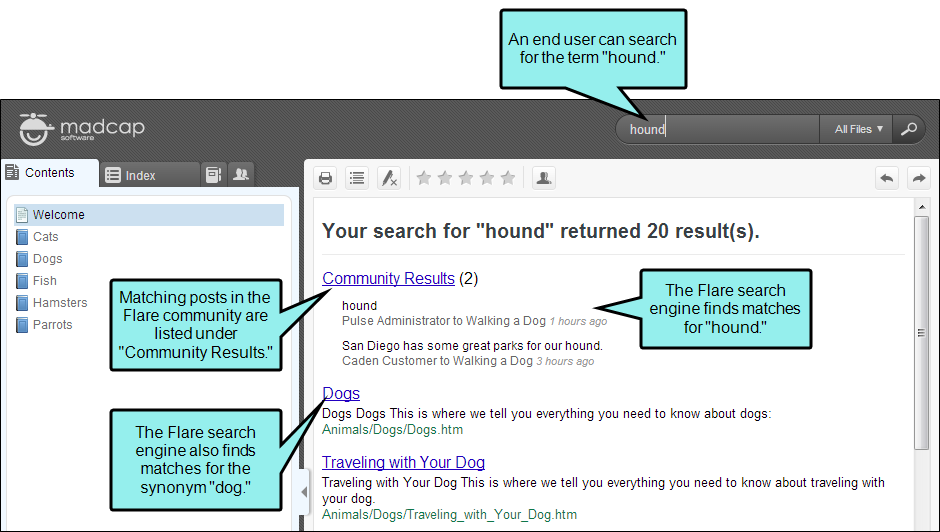 An end user can search
for the term "hound."
madcap
software
hound
All Files
Contents
Index
Welcome
Cats
Dogs
Fish
Hamsters
Parrots
Your search for "hound" returned 20 result(s).
Community Results (2)
hound
Pulse Administrator to Walking a Dog 1 hours ago
San Diego has some great parks for our hound.
Caden Customer to Walking a Dog 3 hours ago
Matching posts in the
Flare community are
listed under
"Community Results."
The Flare search
engine finds matches
for "hound."
Dogs
Dogs Dogs This is where we tell you everything you need to know about dogs:
Animals/Dogs/Dogs.htm
The Flare search
engine also finds
matches for the
synonym "dog."
Traveling with Your Dog
Traveling with Your Dog This is where we tell you everything you need to know about traveling with
your dog.
Animals/Dogs/Traveling_with_Your_Dog.htm